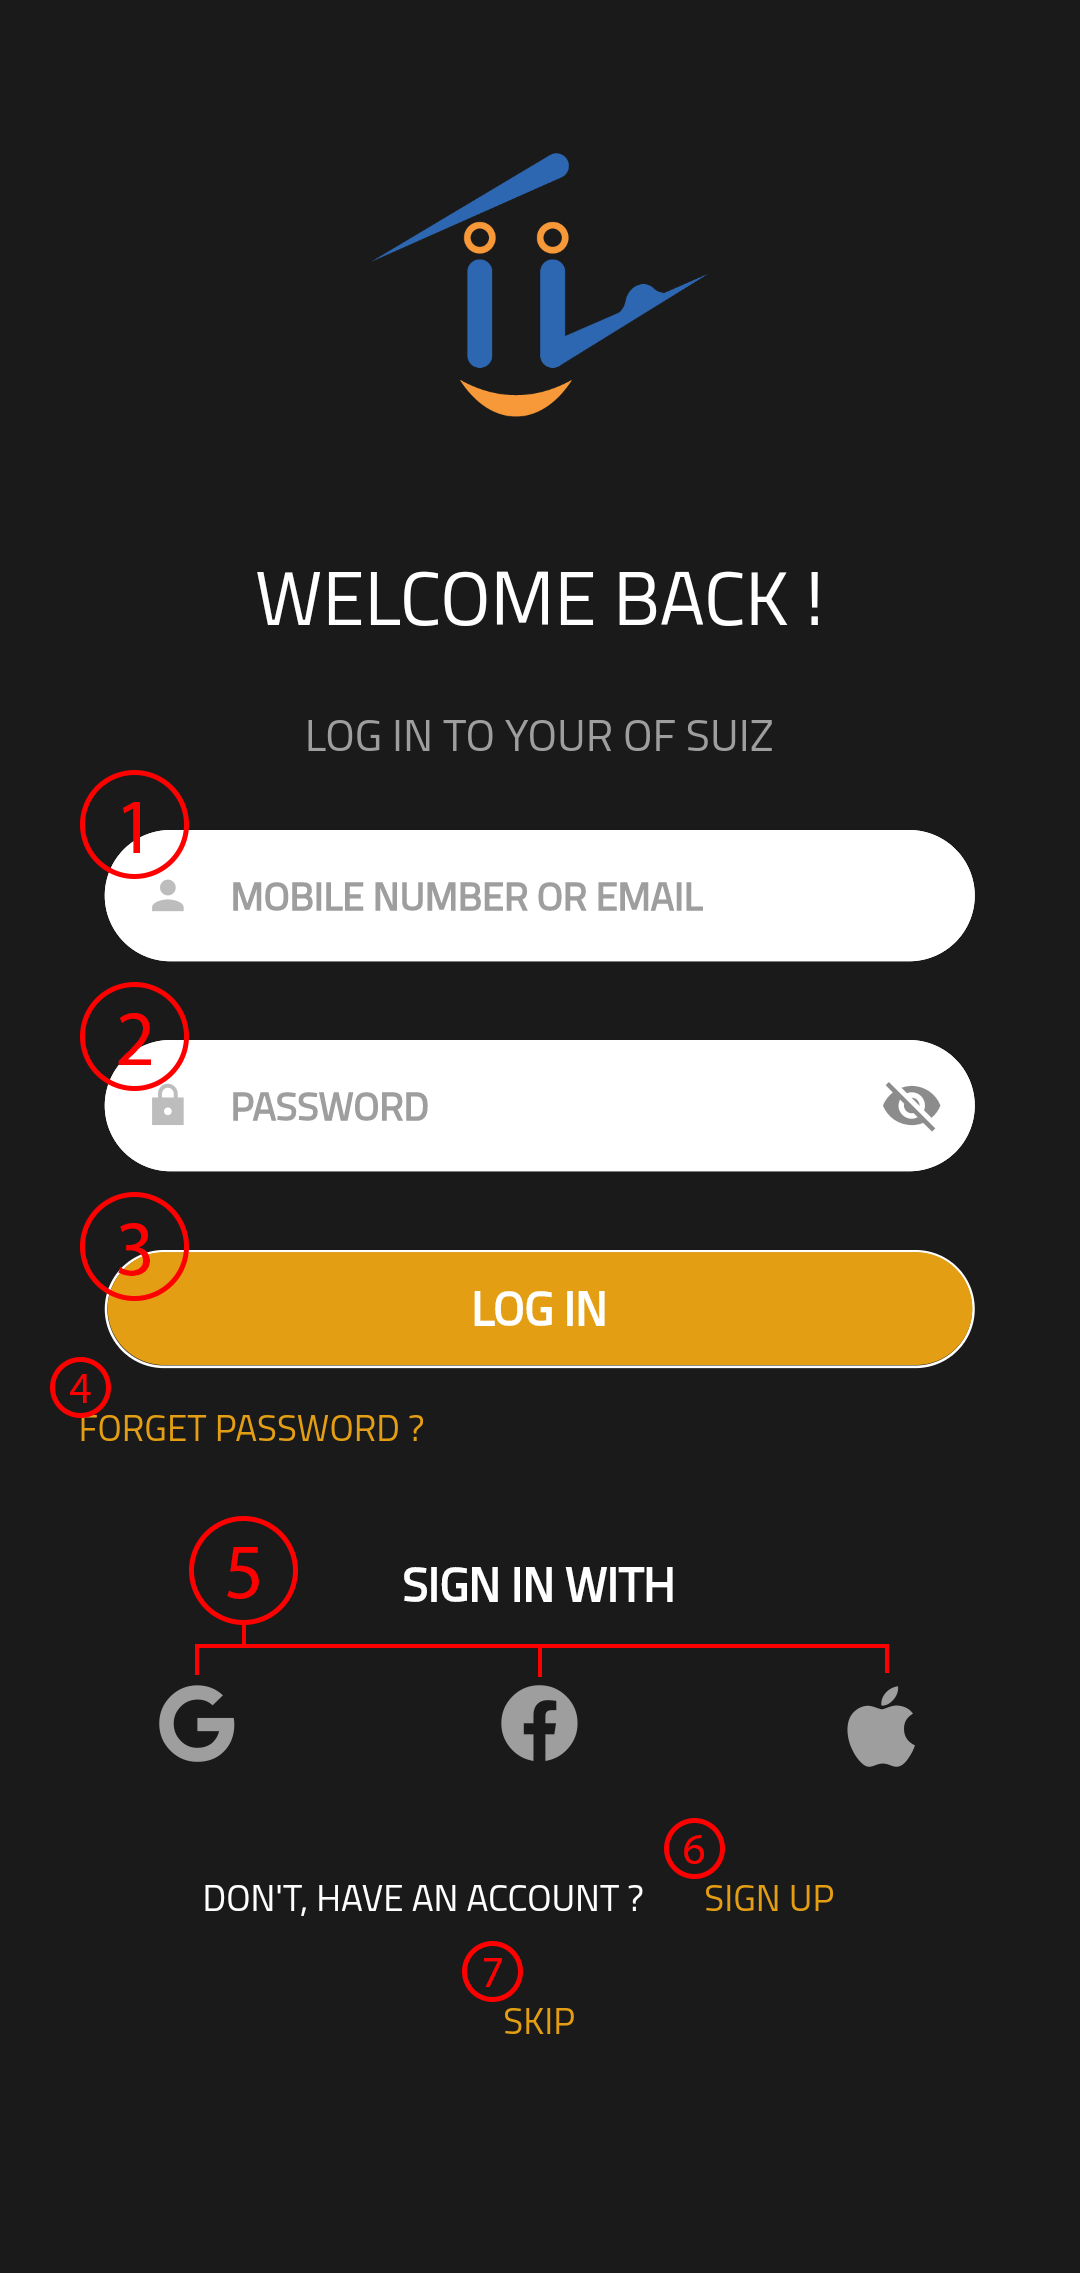 WELCOME BACK !
LOG IN TO YOUR OF SUIZ
1
MOBILE NUMBER OR EMAIL
2
PASSWORD
3
LOG IN
4
FORGET PASSWORD ?
5
SIGN IN WITH
6
DON'T, HAVE AN ACCOUNT ? SIGN UP
7
SKIP